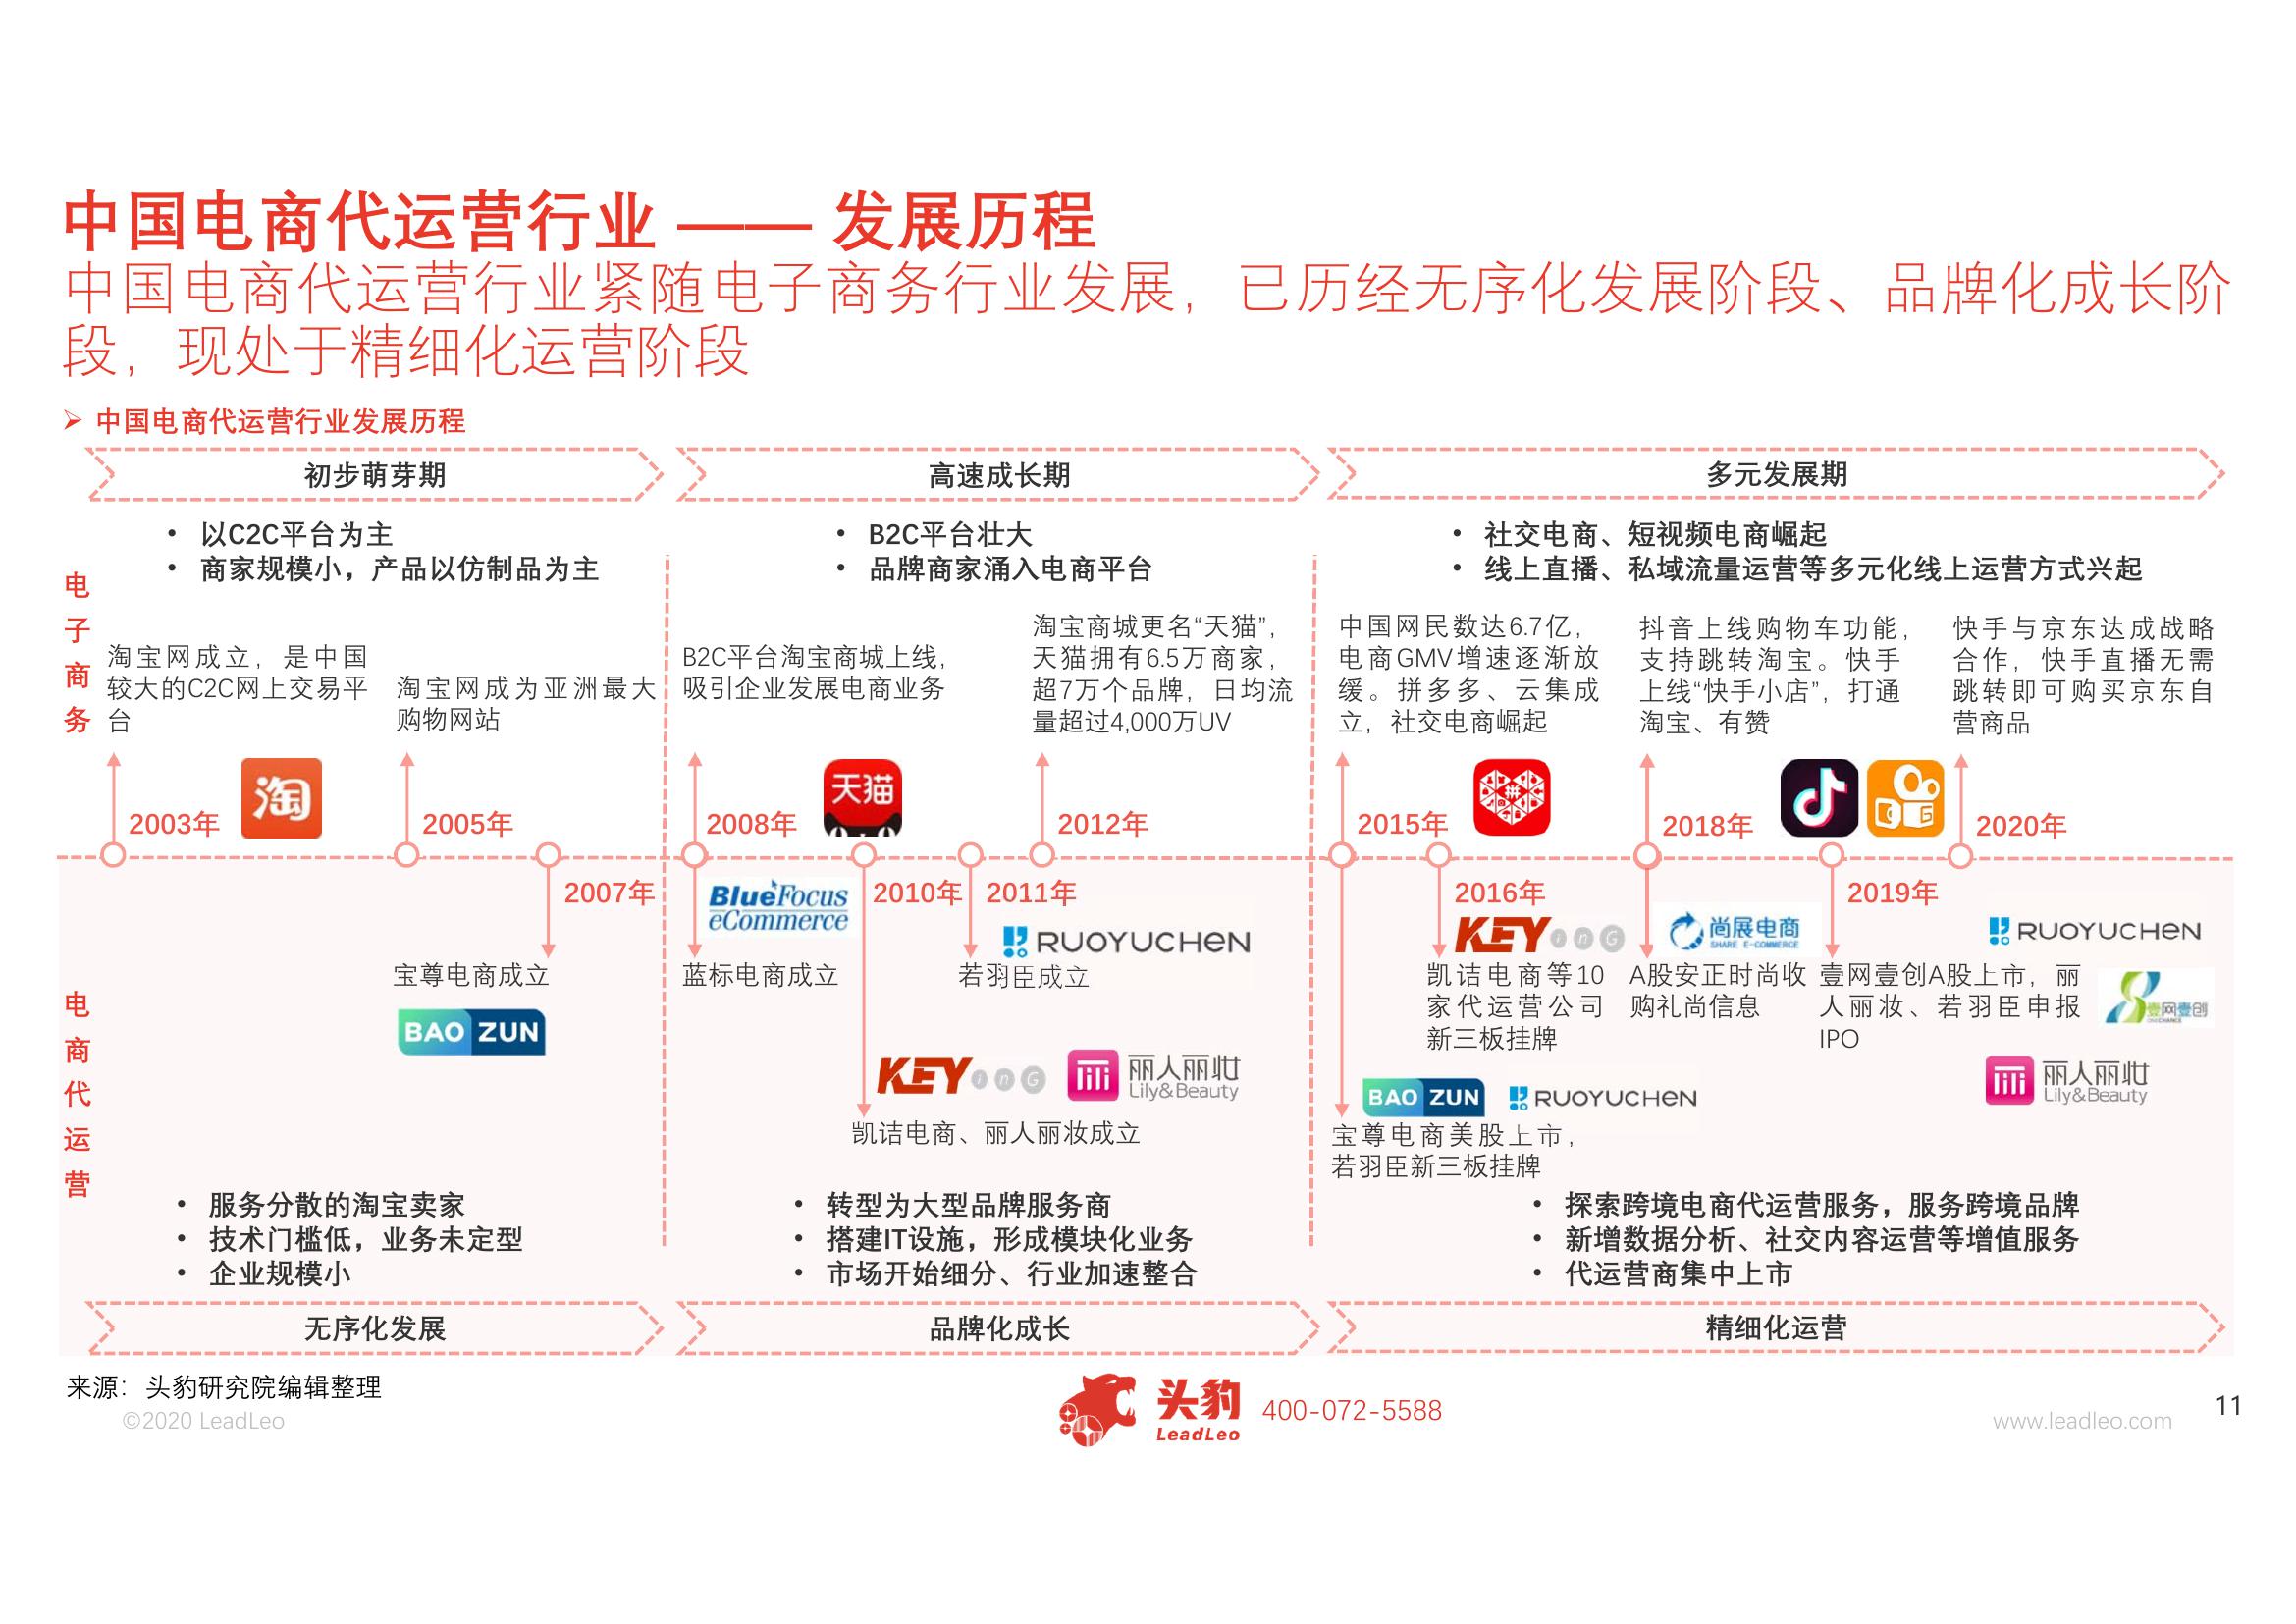 中国电商代运营行业 —— 发展历程
中国电商代运营行业紧随电子商务行业发展，已历经无序化发展阶段、品牌化成长阶
段，现处于精细化运营阶段
➢ 中国电商代运营行业发展历程
初步萌芽期
高速成长期
多元发展期
• 以C2C平台为主
• 商家规模小，产品以仿制品为主
• B2C平台壮大
• 品牌商家涌入电商平台
• 社交电商、短视频电商崛起
• 线上直播、私域流量运营等多元化线上运营方式兴起
电子商务
淘宝网成立，是中国
较大的C2C网上交易平
台
淘宝网成为亚洲最大
购物网站
B2C平台淘宝商城上线，
吸引企业发展电商业务
淘宝商城更名“天猫”，
天猫拥有6.5万商家，
超7万个品牌，日均流
量超过4,000万UV
中国网民数达6.7亿，
电商GMV增速逐渐放
缓。拼多多、云集成
立，社交电商崛起
抖音上线购物车功能，
支持跳转淘宝。快手
上线“快手小店”，打通
淘宝、有赞
快手与京东达成战略
合作，快手直播无需
跳转即可购买京东自
营商品
2003年
淘
2005年
2008年
天猫
2012年
2015年
拼
2018年
2020年
2007年
BlueFocus
eCommerce
2010年
2011年
RUOYUCHEN
2016年
KEYinG
尚展电商
SHARE E-COMMERCE
2019年
RUOYUCHEN
电商代运营
宝尊电商成立
BAO ZUN
蓝标电商成立
若羽臣成立
KEYinG
丽人丽妆
Lily&Beauty
凯诘电商、丽人丽妆成立
凯诘电商等10
家代运营公司
新三板挂牌
A股安正时尚收
购礼尚信息
壹网壹创A股上市，丽
人丽妆、若羽臣申报
IPO
壹网壹创
丽人丽妆
Lily&Beauty
BAO ZUN
RUOYUCHEN
宝尊电商美股上市，
若羽臣新三板挂牌
• 服务分散的淘宝卖家
• 技术门槛低，业务未定型
• 企业规模小
• 转型为大型品牌服务商
• 搭建IT设施，形成模块化业务
• 市场开始细分、行业加速整合
• 探索跨境电商代运营服务，服务跨境品牌
• 新增数据分析、社交内容运营等增值服务
• 代运营商集中上市
无序化发展
品牌化成长
精细化运营
来源：头豹研究院编辑整理
©2020 LeadLeo
头豹
LeadLeo
400-072-5588
www.leadleo.com
11